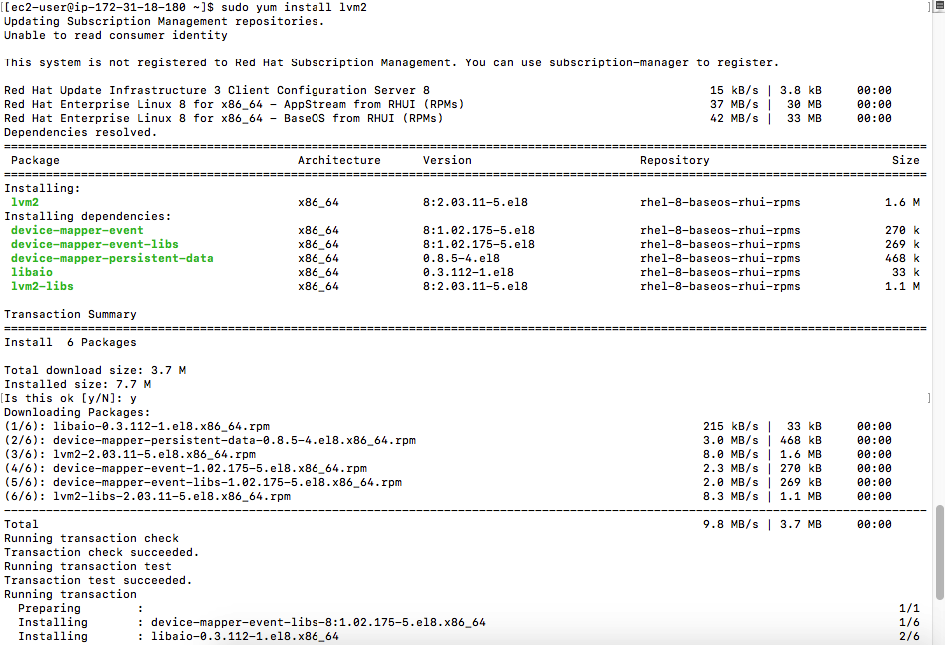 [[ec2-user@ip-172-31-18-180 ~]$ sudo yum install lvm2 ]
Updating Subscription Management repositories.
Unable to read consumer identity
This system is not registered to Red Hat Subscription Management. You can use subscription-manager to register.
Red Hat Update Infrastructure 3 Client Configuration Server 8 15 kB/s | 3.8 kB 00:00
Red Hat Enterprise Linux 8 for x86_64 - AppStream from RHUI (RPMs) 37 MB/s | 30 MB 00:00
Red Hat Enterprise Linux 8 for x86_64 - BaseOS from RHUI (RPMs) 42 MB/s | 33 MB 00:00
Dependencies resolved.
Package Architecture Version Repository Size
Installing:
lvm2 x86_64 8:2.03.11-5.el8 rhel-8-baseos-rhui-rpms 1.6 M
Installing dependencies:
device-mapper-event x86_64 8:1.02.175-5.el8 rhel-8-baseos-rhui-rpms 270 k
device-mapper-event-libs x86_64 8:1.02.175-5.el8 rhel-8-baseos-rhui-rpms 269 k
device-mapper-persistent-data x86_64 0.8.5-4.el8 rhel-8-baseos-rhui-rpms 468 k
libaio x86_64 0.3.112-1.el8 rhel-8-baseos-rhui-rpms 33 k
lvm2-libs x86_64 8:2.03.11-5.el8 rhel-8-baseos-rhui-rpms 1.1 M
Transaction Summary
Install 6 Packages
Total download size: 3.7 M
Installed size: 7.7 M
[Is this ok [y/N]: y ]
Downloading Packages:
(1/6): libaio-0.3.112-1.el8.x86_64.rpm 215 kB/s | 33 kB 00:00
(2/6): device-mapper-persistent-data-0.8.5-4.el8.x86_64.rpm 3.0 MB/s | 468 kB 00:00
(3/6): lvm2-2.03.11-5.el8.x86_64.rpm 8.0 MB/s | 1.6 MB 00:00
(4/6): device-mapper-event-1.02.175-5.el8.x86_64.rpm 2.3 MB/s | 270 kB 00:00
(5/6): device-mapper-event-libs-1.02.175-5.el8.x86_64.rpm 2.0 MB/s | 269 kB 00:00
(6/6): lvm2-libs-2.03.11-5.el8.x86_64.rpm 8.3 MB/s | 1.1 MB 00:00
Total 9.8 MB/s | 3.7 MB 00:00
Running transaction check
Transaction check succeeded.
Running transaction test
Transaction test succeeded.
Running transaction
Preparing : 1/1
Installing : device-mapper-event-libs-8:1.02.175-5.el8.x86_64 1/6
Installing : libaio-0.3.112-1.el8.x86_64 2/6